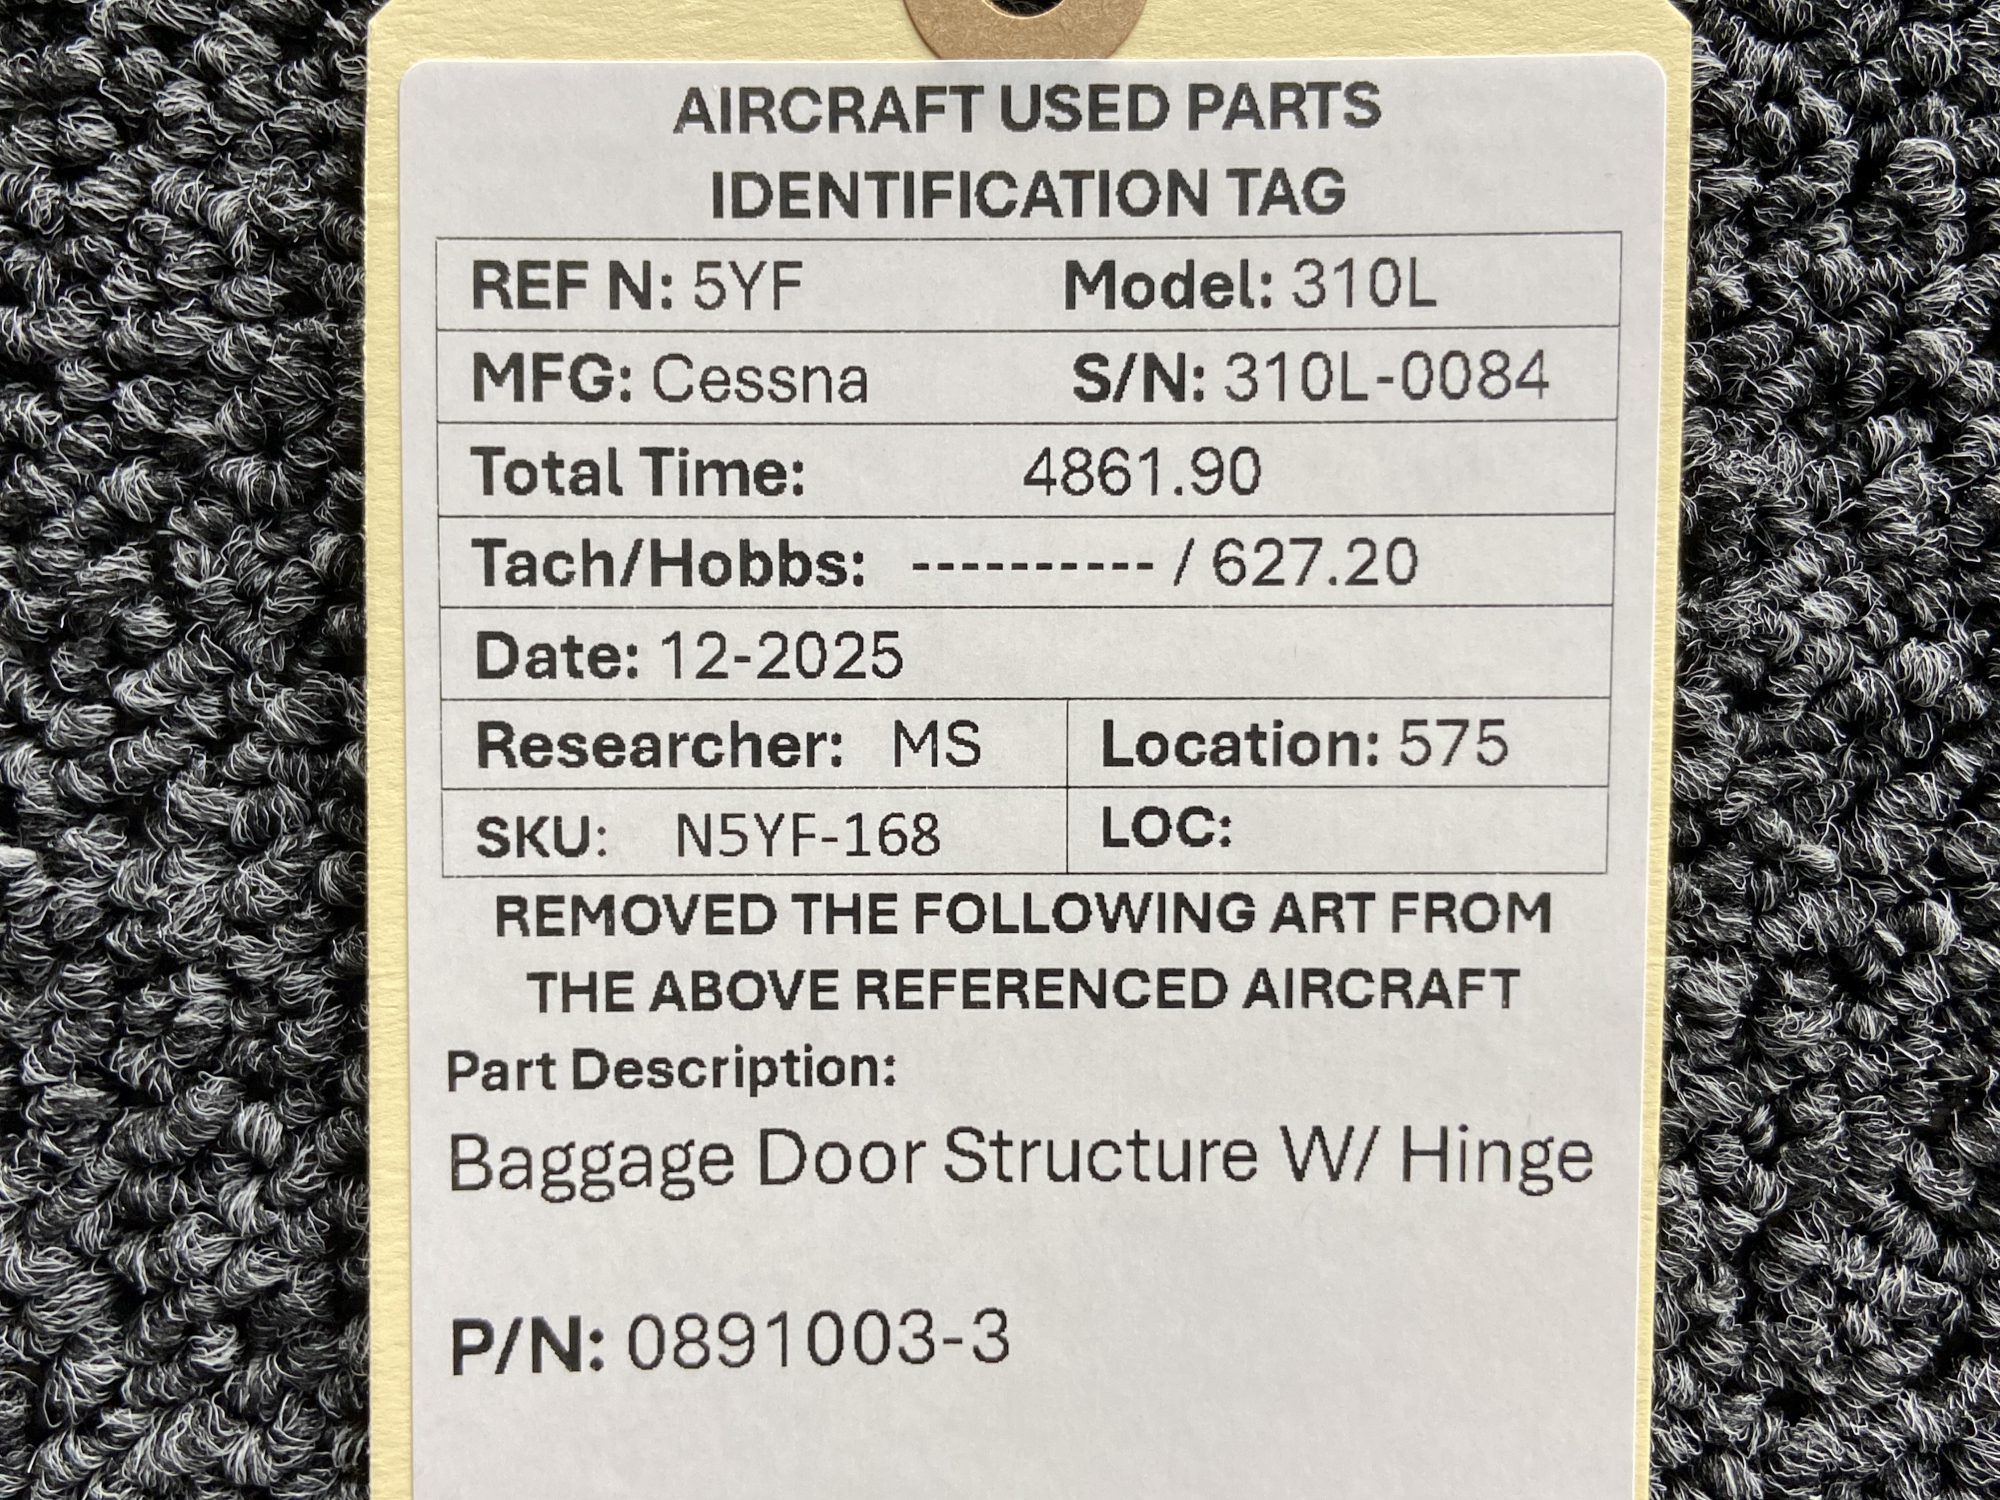 AIRCRAFT USED PARTS
IDENTIFICATION TAG
REF N: 5YF Model: 310L
MFG: Cessna S/N: 310L-0084
Total Time: 4861.90
Tach/Hobbs: ---------- / 627.20
Date: 12-2025
Researcher: MS Location: 575
SKU: N5YF-168 LOC:
REMOVED THE FOLLOWING ART FROM
THE ABOVE REFERENCED AIRCRAFT
Part Description:
Baggage Door Structure W/ Hinge
P/N: 0891003-3